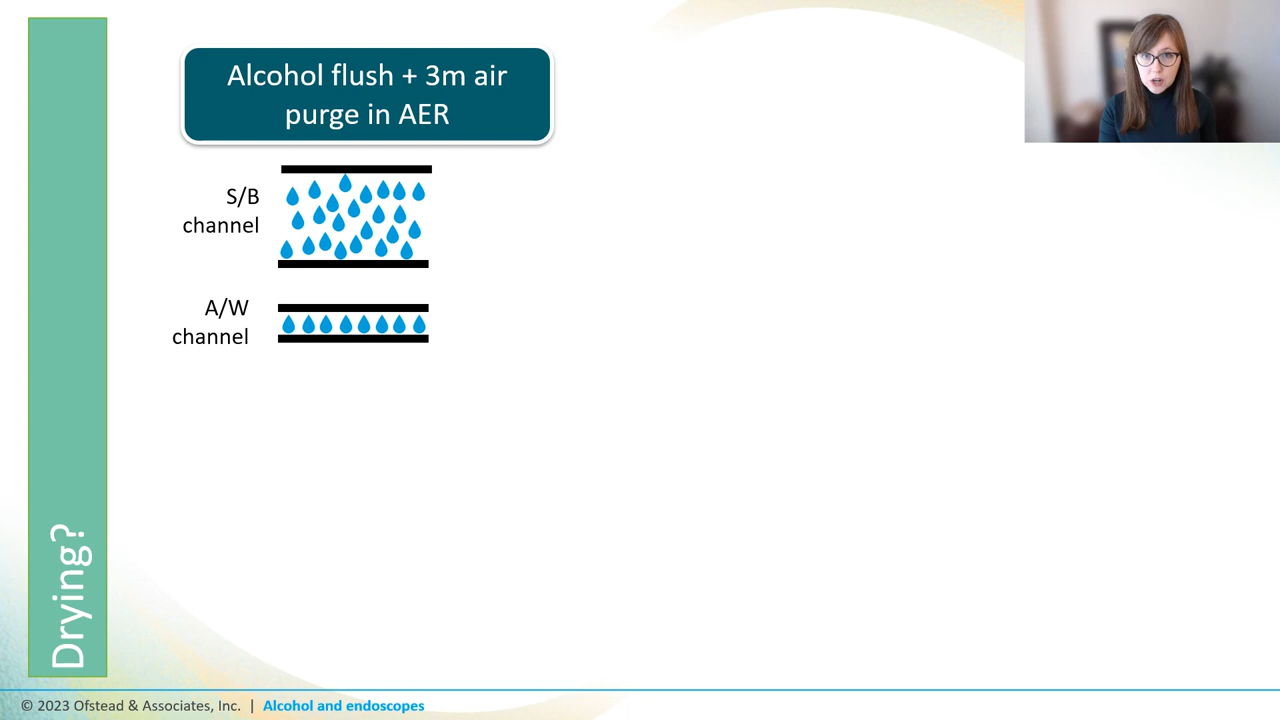 Alcohol flush + 3m air
purge in AER
S/B
channel
A/W
channel
Drying?
© 2023 Ofstead & Associates, Inc. | Alcohol and endoscopes